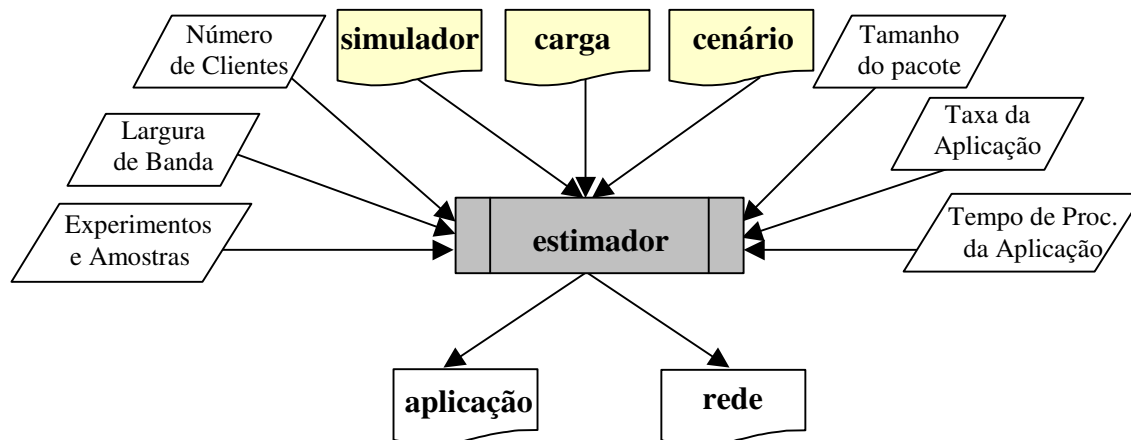 Número
de Clientes
simulador
carga
cenário
Tamanho
do pacote
Largura
de Banda
Taxa da
Aplicação
Experimentos
e Amostras
estimador
Tempo de Proc.
da Aplicação
aplicação
rede